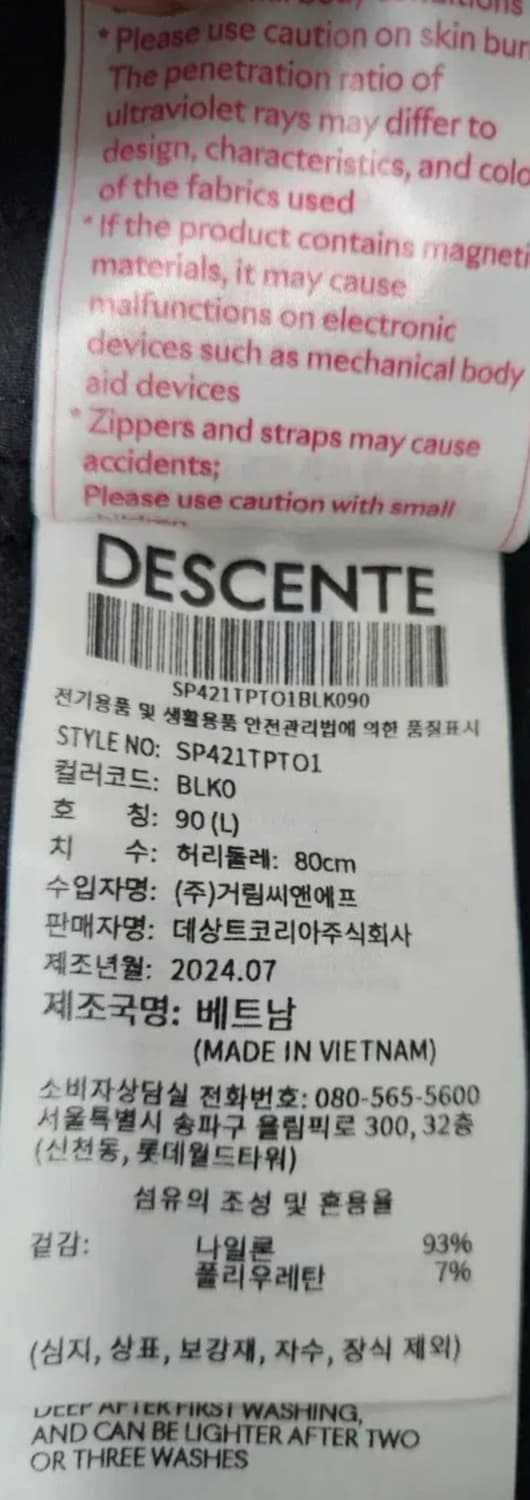 * Please use caution on skin bur
The penetration ratio of
ultraviolet rays may differ to
design, characteristics, and colo
of the fabrics used
* If the product contains magneti
materials, it may cause
malfunctions on electronic
devices such as mechanical body
aid devices
* Zippers and straps may cause
accidents;
Please use caution with small
DESCENTE
SP421TPTO1BLK090
전기용품 및 생활용품 안전관리법에 의한 품질표시
STYLE NO: SP421TPTO1
컬러코드: BLK0
호 칭: 90 (L)
치 수: 허리둘레: 80cm
수입자명: (주)거림씨앤에프
판매자명: 데상트코리아주식회사
제조년월: 2024.07
제조국명: 베트남
(MADE IN VIETNAM)
소비자상담실 전화번호: 080-565-5600
서울특별시 송파구 올림픽로 300, 32층
(신천동, 롯데월드타워)
섬유의 조성 및 혼용율
겉감: 나일론 93%
폴리우레탄 7%
(심지, 상표, 보강재, 자수, 장식 제외)
DEEP AFTER FIRST WASHING,
AND CAN BE LIGHTER AFTER TWO
OR THREE WASHES